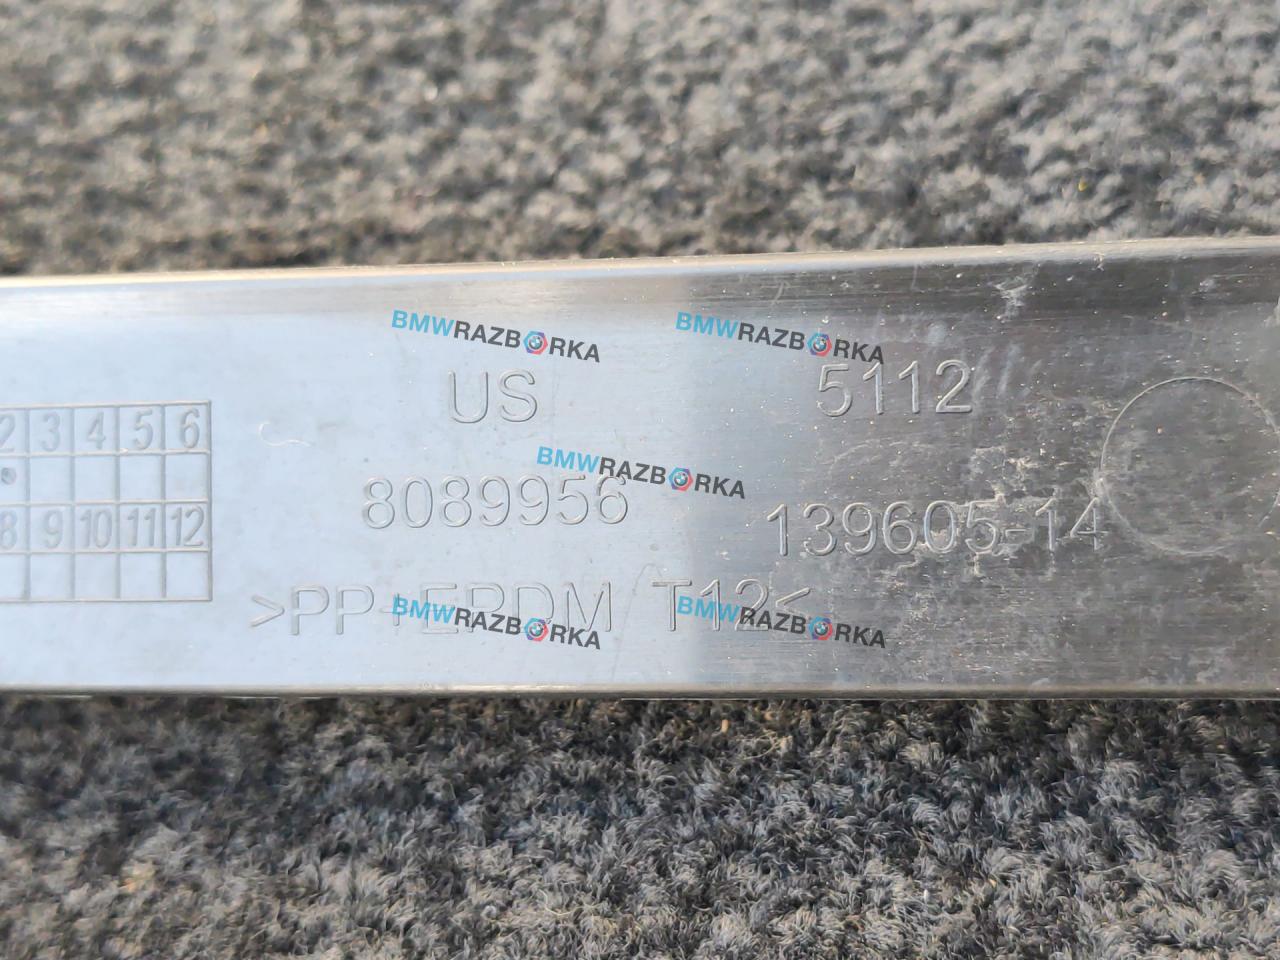 BMWRAZBORKA
BMWRAZBORKA
US
5112
2 3 4 5 6
BMWRAZBORKA
8089956
139605-14
8 9 10 11 12
>PP+EPDM T12<
BMWRAZBORKA
BMWRAZBORKA